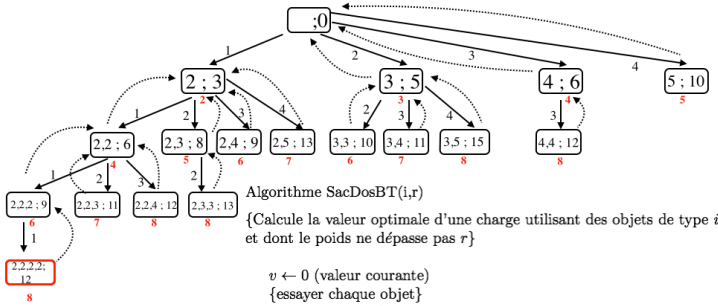 ;0
1
2
3
4
2 ; 3
3 ; 5
4 ; 6
5 ; 10
2
3
4
5
1
2
3
4
2
3
4
3
2,2 ; 6
2,3 ; 8
2,4 ; 9
2,5 ; 13
3,3 ; 10
3,4 ; 11
3,5 ; 15
4,4 ; 12
4
5
6
7
6
7
8
8
1
2
3
2
2,2,2 ; 9
2,2,3 ; 11
2,2,4 ; 12
2,3,3 ; 13
6
7
8
8
1
2,2,2,2;
12
8
Algorithme SacDosBT(i,r)
{Calcule la valeur optimale d'une charge utilisant des objets de type i
et dont le poids ne dépasse pas r}
v ← 0 (valeur courante)
{essayer chaque objet}